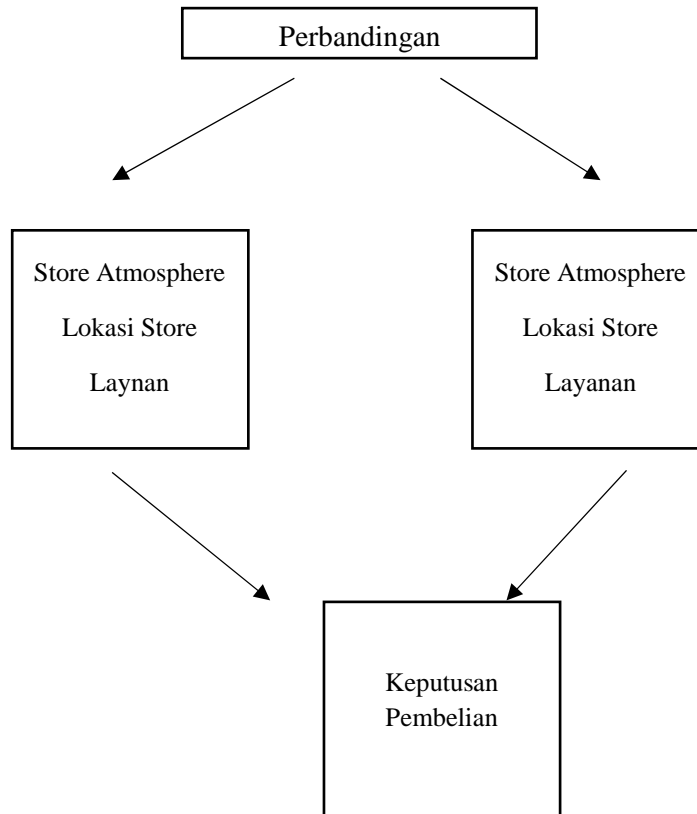 Perbandingan
Store Atmosphere
Lokasi Store
Laynan
Store Atmosphere
Lokasi Store
Layanan
Keputusan
Pembelian